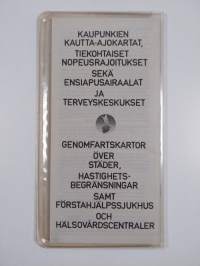 KAUPUNKIEN
KAUTTA-AJOKARTAT,
TIEKOHTAISET
NOPEUSRAJOITUKSET
SEKÄ
ENSIAPUSAIRAALAT
JA
TERVEYSKESKUKSET
GENOMFARTSKARTOR
ÖVER
STÄDER,
HASTIGHETS-
BEGRÄNSNINGAR
SAMT
FÖRSTAHJÄLPSSJUKHUS
OCH
HÄLSOVÅRDSCENTRALER